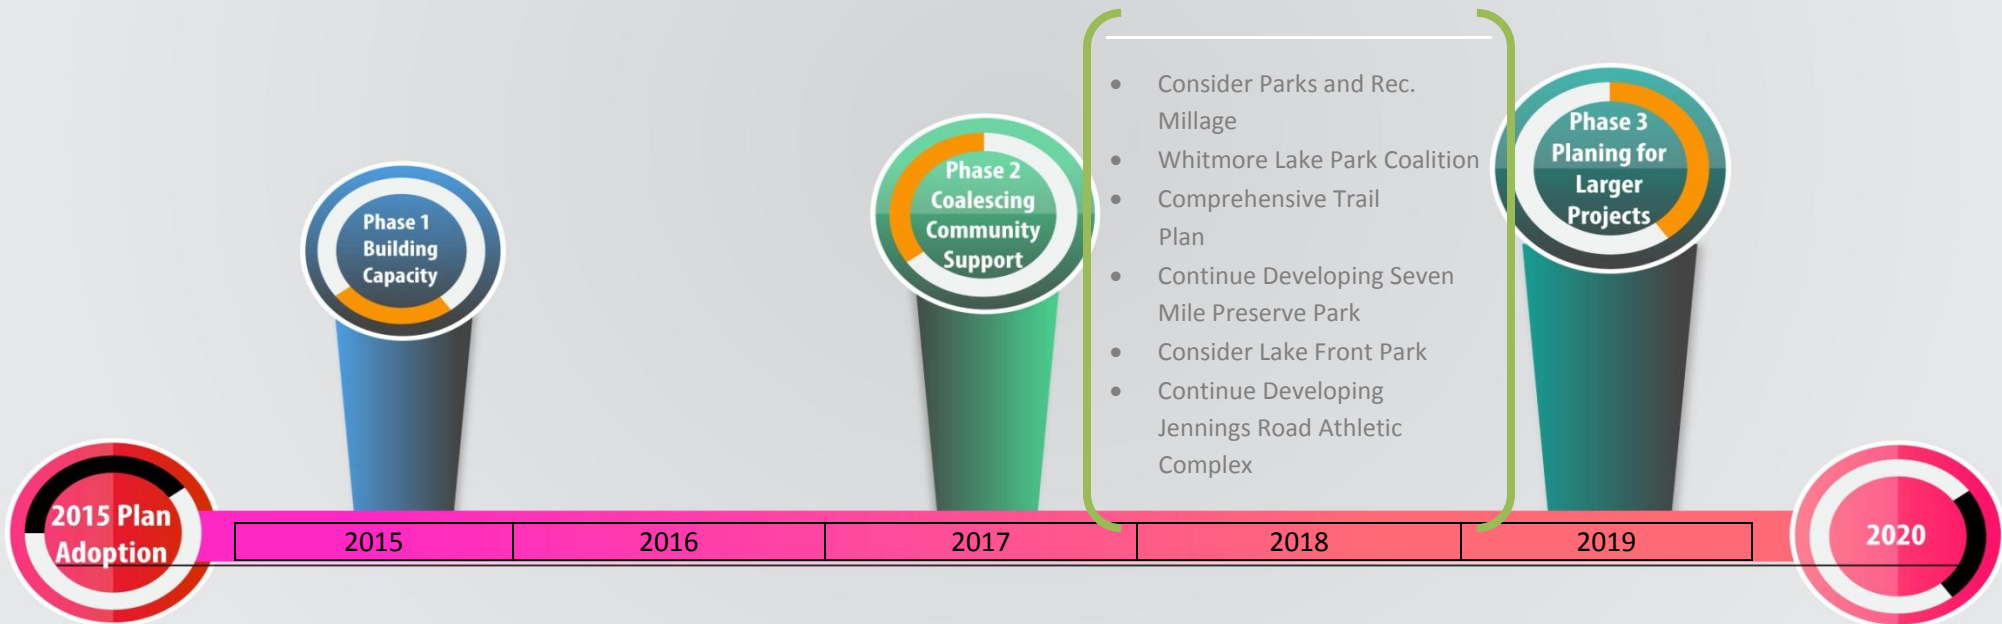 Phase 1
Building
Capacity
Phase 2
Coalescing
Community
Support
• Consider Parks and Rec.
Millage
• Whitmore Lake Park Coalition
• Comprehensive Trail
Plan
• Continue Developing Seven
Mile Preserve Park
• Consider Lake Front Park
• Continue Developing
Jennings Road Athletic
Complex
Phase 3
Planing for
Larger
Projects
2015 Plan
Adoption
2015
2016
2017
2018
2019
2020